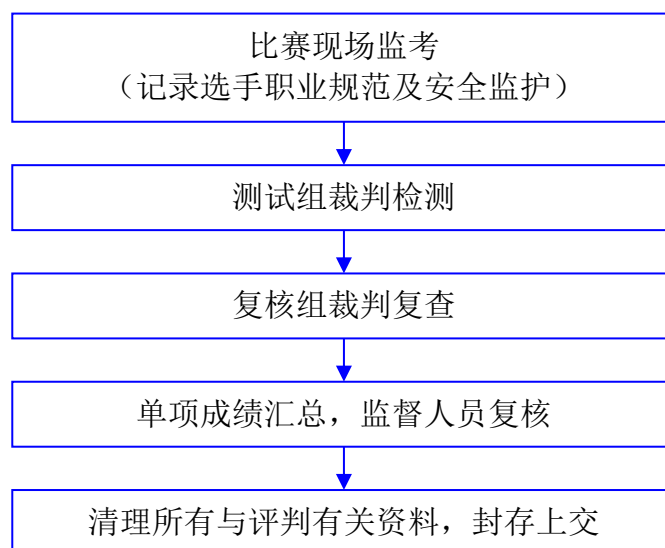 比赛现场监考
（记录选手职业规范及安全监护）
测试组裁判检测
复核组裁判复查
单项成绩汇总，监督人员复核
清理所有与评判有关资料，封存上交